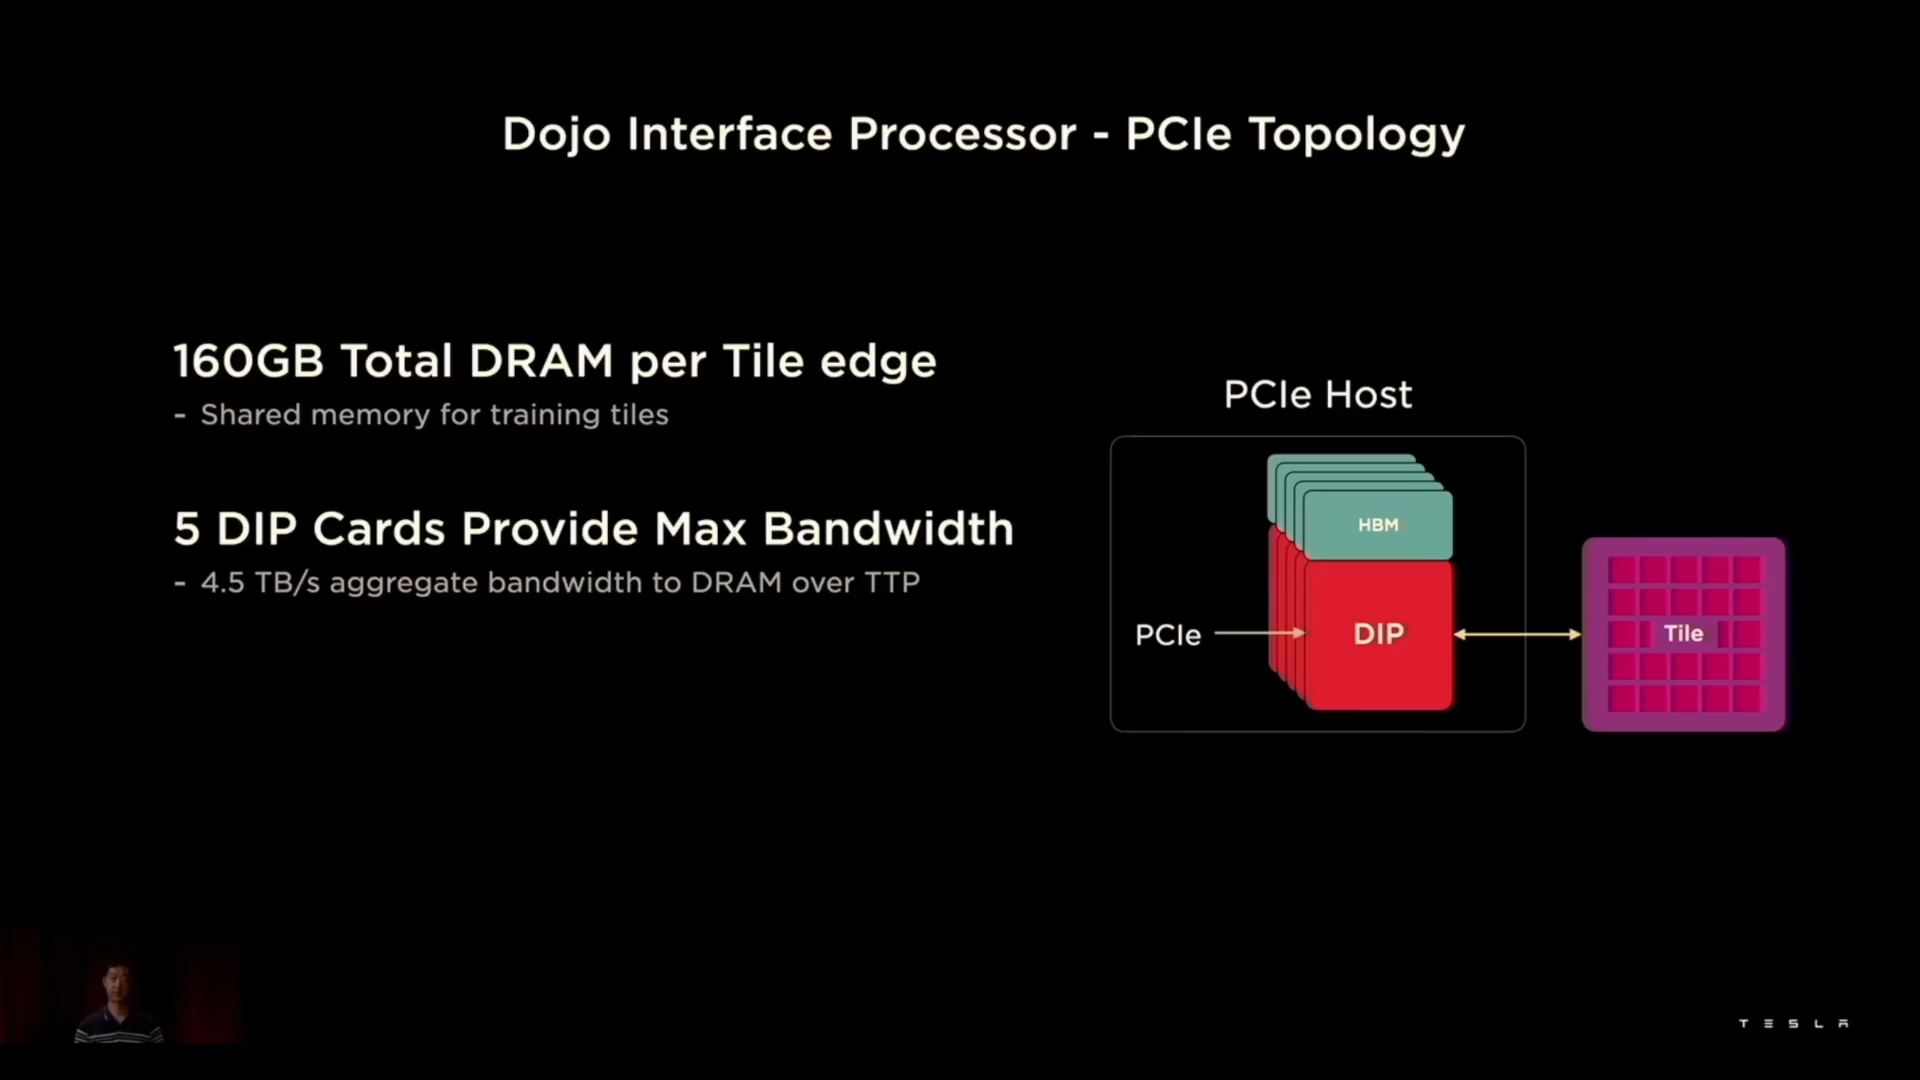 Dojo Interface Processor - PCIe Topology
160GB Total DRAM per Tile edge
- Shared memory for training tiles
5 DIP Cards Provide Max Bandwidth
- 4.5 TB/s aggregate bandwidth to DRAM over TTP
PCIe Host
HBM
PCIe
DIP
Tile
TESLA